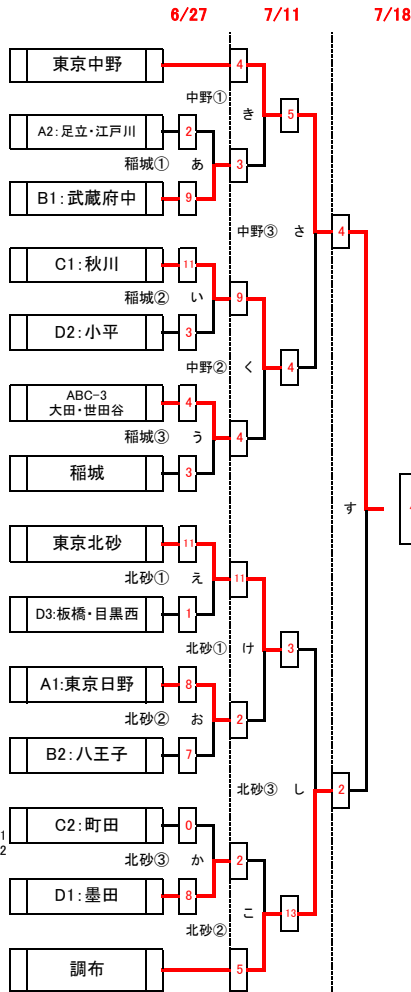 6/27 7/11 7/18
東京中野 4
中野①
き 5
A2:足立・江戸川 2
稲城① あ 3
B1:武蔵府中 9
中野③ さ 4
C1:秋川 11
稲城② い 9
D2:小平 3
中野② く 4
ABC-3
大田・世田谷 4
稲城③ う 4
稲城 3
す
東京北砂 11
北砂① え 11
D3:板橋・目黒西 1
北砂① け 3
A1:東京日野 8
北砂② お 2
B2:八王子 7
北砂③ し 2
C2:町田 0
1
2
北砂③ か 2
D1:墨田 8
こ 13
北砂②
調布 5